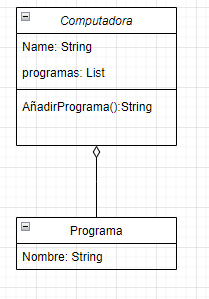 Computadora
Name: String
programas: List
AñadirPrograma():String
Programa
Nombre: String